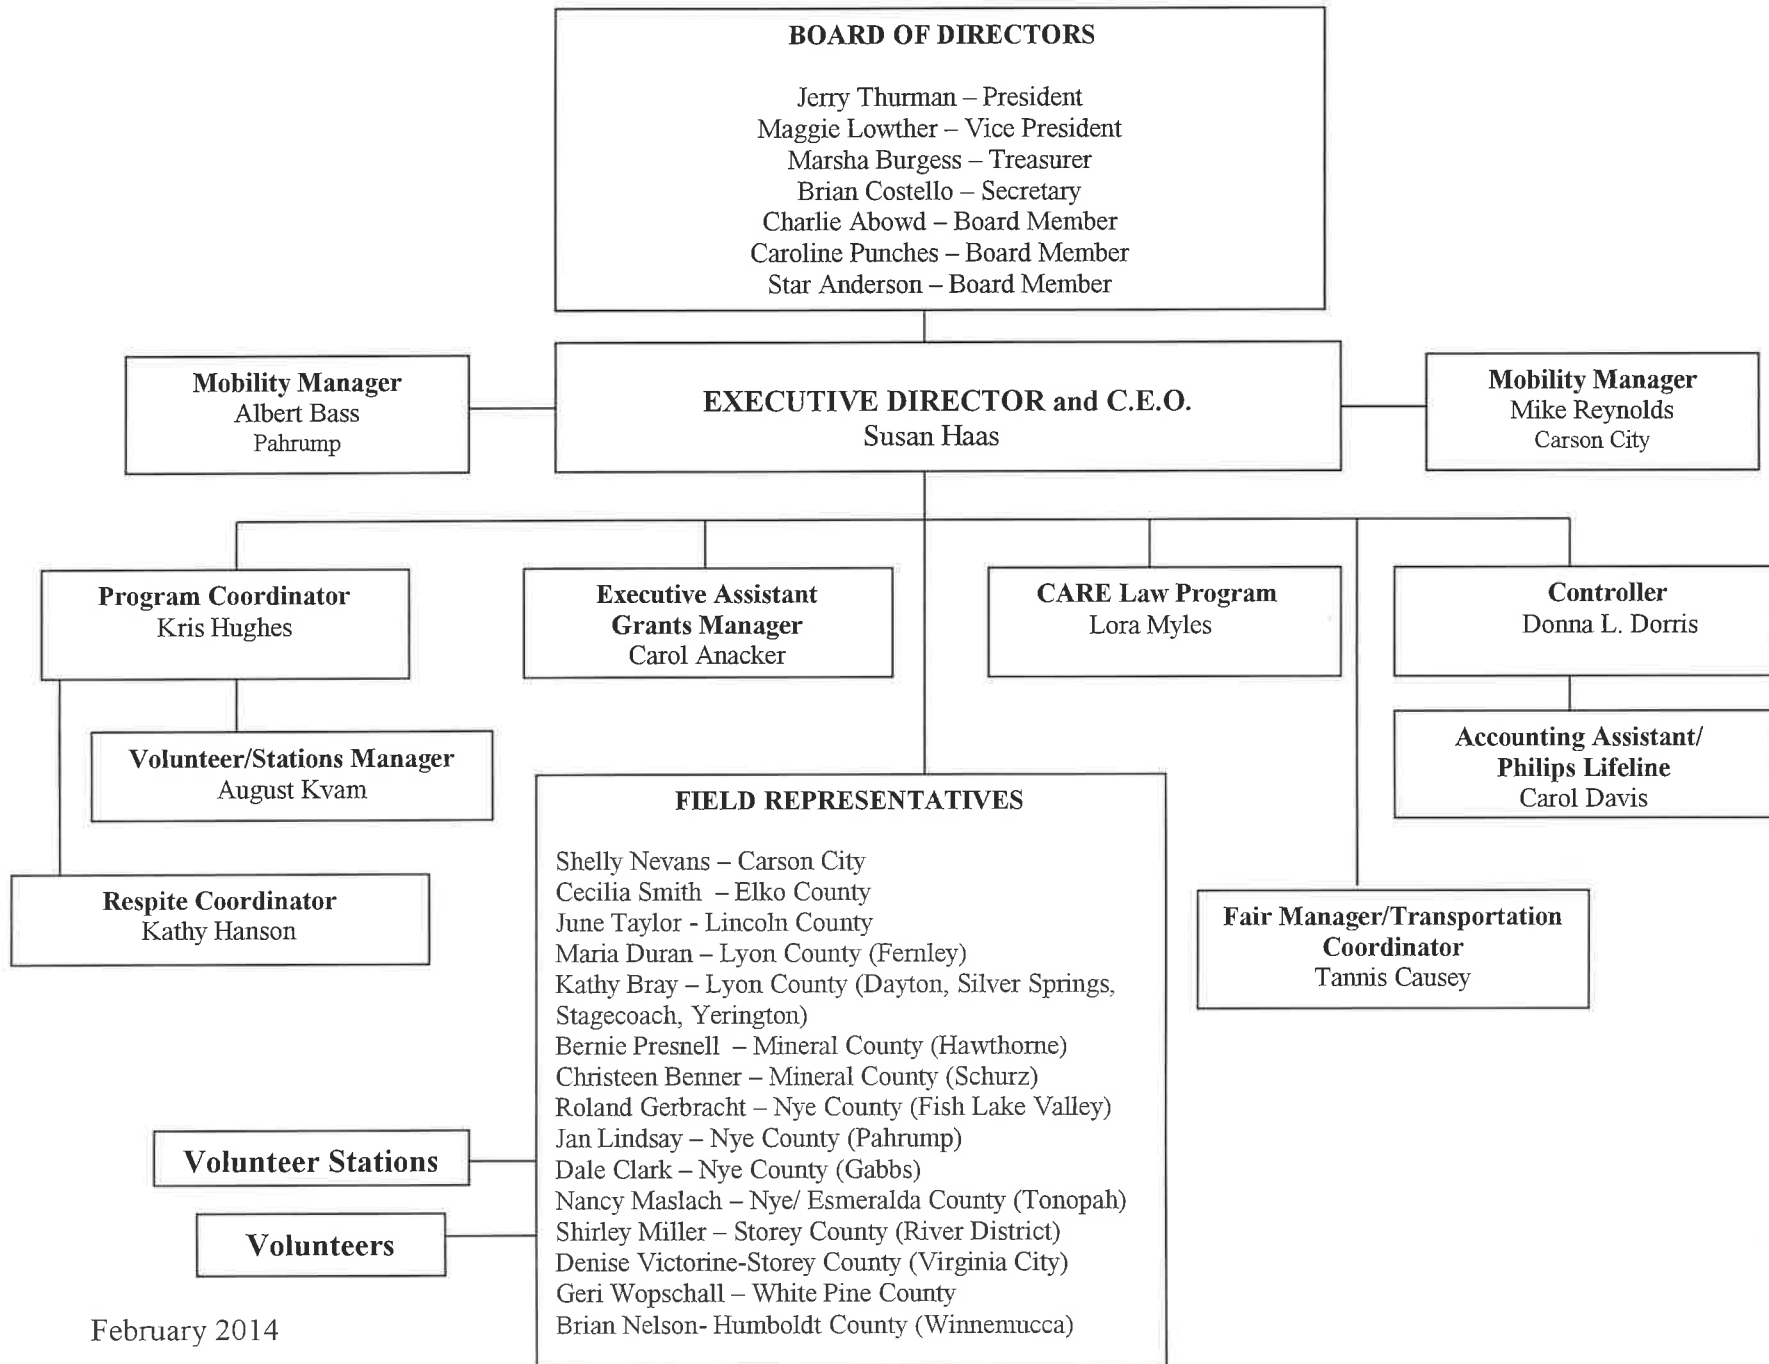 BOARD OF DIRECTORS
Jerry Thurman – President
Maggie Lowther – Vice President
Marsha Burgess – Treasurer
Brian Costello – Secretary
Charlie Abowd – Board Member
Caroline Punches – Board Member
Star Anderson – Board Member
Mobility Manager
Albert Bass
Pahrump
EXECUTIVE DIRECTOR and C.E.O.
Susan Haas
Mobility Manager
Mike Reynolds
Carson City
Program Coordinator
Kris Hughes
Executive Assistant
Grants Manager
Carol Anacker
CARE Law Program
Lora Myles
Controller
Donna L. Dorris
Volunteer/Stations Manager
August Kvam
Accounting Assistant/
Philips Lifeline
Carol Davis
Respite Coordinator
Kathy Hanson
Fair Manager/Transportation
Coordinator
Tannis Causey
FIELD REPRESENTATIVES
Shelly Nevans – Carson City
Cecilia Smith – Elko County
June Taylor - Lincoln County
Maria Duran – Lyon County (Fernley)
Kathy Bray – Lyon County (Dayton, Silver Springs,
Stagecoach, Yerington)
Bernie Presnell – Mineral County (Hawthorne)
Christeen Benner – Mineral County (Schurz)
Roland Gerbracht – Nye County (Fish Lake Valley)
Jan Lindsay – Nye County (Pahrump)
Dale Clark – Nye County (Gabbs)
Nancy Maslach – Nye/ Esmeralda County (Tonopah)
Shirley Miller – Storey County (River District)
Denise Victorine-Storey County (Virginia City)
Geri Wopschall – White Pine County
Brian Nelson- Humboldt County (Winnemucca)
Volunteer Stations
Volunteers
February 2014